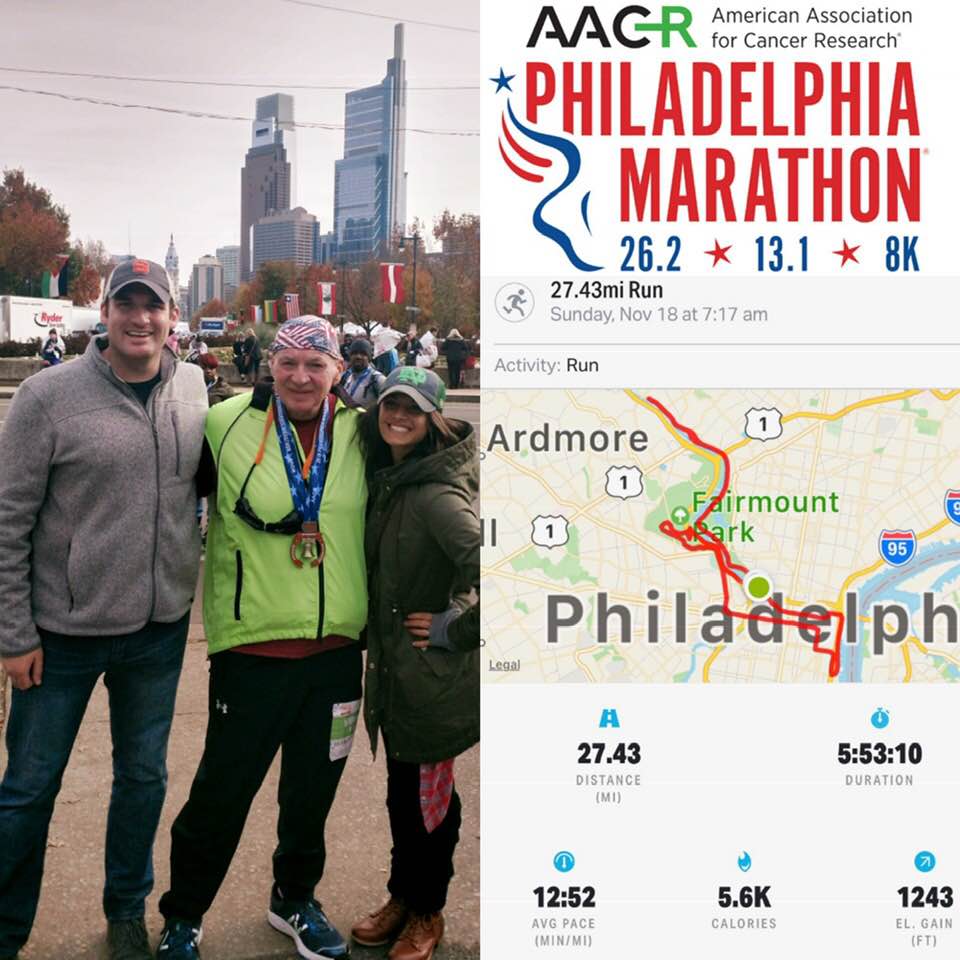 Ryder
AACR American Association
for Cancer Research®
PHILADELPHIA
MARATHON®
26.2 ★ 13.1 ★ 8K
27.43mi Run
Sunday, Nov 18 at 7:17 am
Activity: Run
1
Ardmore
1
Fairmount
Park
1
ll
95
9
Philadelph
Legal
27.43
DISTANCE
(MI)
5:53:10
DURATION
12:52
AVG PACE
(MIN/MI)
5.6K
CALORIES
1243
EL. GAIN
(FT)